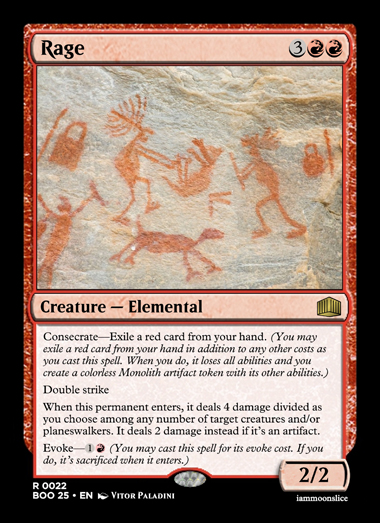 Rage 3RR
Creature — Elemental
Consecrate—Exile a red card from your hand. (You may
exile a red card from your hand in addition to any other costs as
you cast this spell. When you do, it loses all abilities and you
create a colorless Monolith artifact token with its other abilities.)
Double strike
When this permanent enters, it deals 4 damage divided as
you choose among any number of target creatures and/or
planeswalkers. It deals 2 damage instead if it's an artifact.
Evoke—1R (You may cast this spell for its evoke cost. If you
do, it's sacrificed when it enters.)
2/2
R 0022
BOO 25 • EN Vitor Paladini
iammoonslice